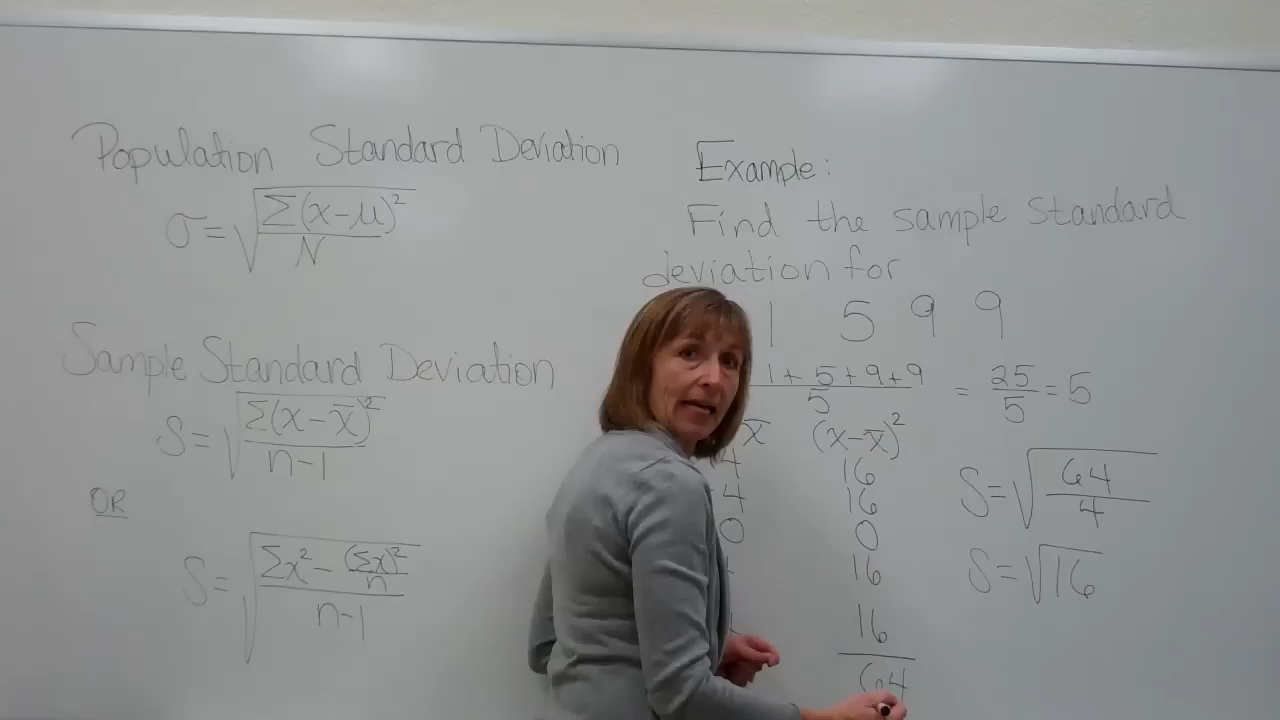 Population Standard Deviation
σ = √(Σ(x-μ)² / N)
Sample Standard Deviation
S = √(Σ(x-x̄)² / n-1)
OR
S = √((Σx² - (Σx)²/n) / n-1)
Example:
Find the sample standard
deviation for
1 5 9 9
1 + 5 + 9 + 9 / 5 = 25/5 = 5
x̄ (x-x̄)²
4 16
4 16
0 0
16
16
64
S = √(64/4)
S = √16